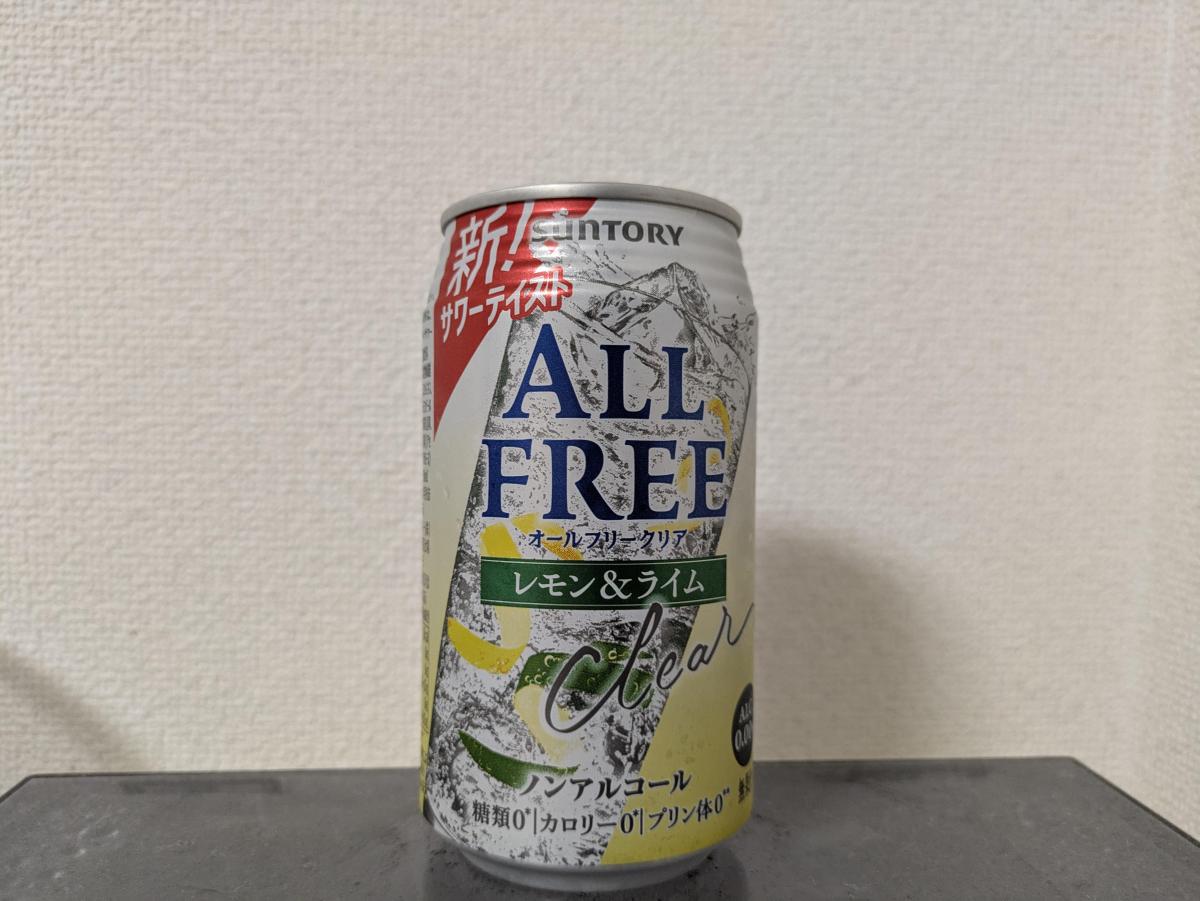 新!
サワーテイスト
SUNTORY
ALL
FREE
オールフリークリア
レモン&ライム
clear
ALC
ノンアルコール
糖類0*|カロリー0*|プリン体0**